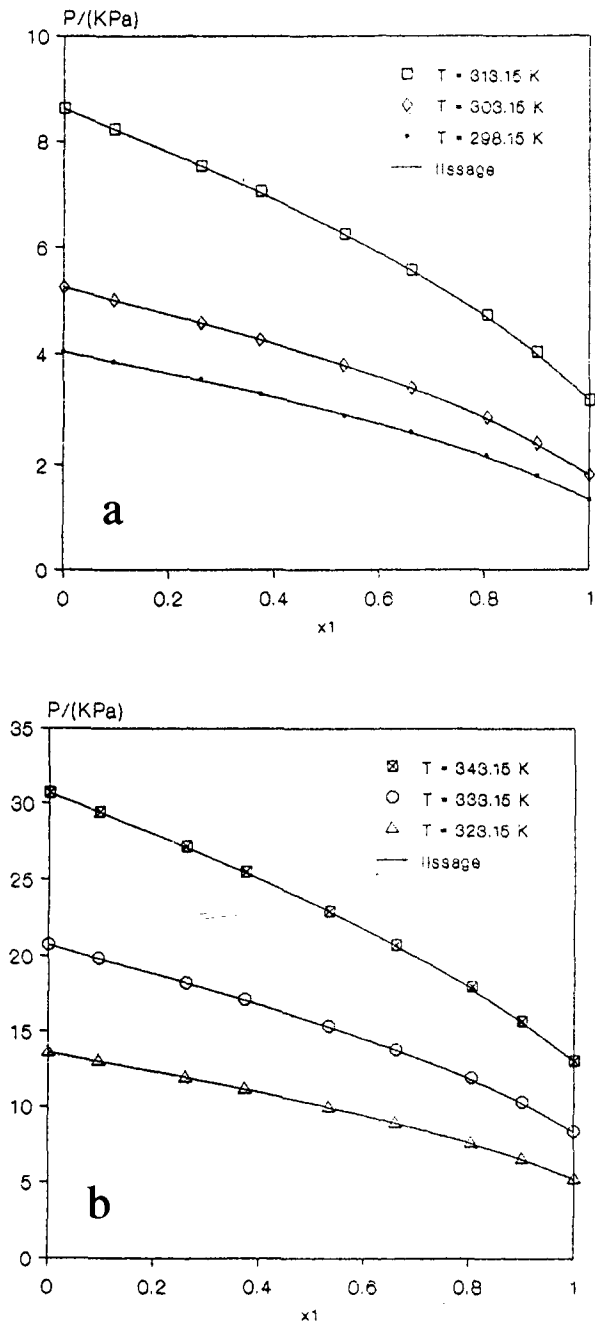 P/(KPa)
10
8
6
4
2
0
T = 313.15 K
T = 303.15 K
T = 298.15 K
lissage
a
0 0.2 0.4 0.6 0.8 1
x1
P/(KPa)
35
30
25
20
15
10
5
0
T = 343.15 K
T = 333.15 K
T = 323.15 K
lissage
b
0 0.2 0.4 0.6 0.8 1
x1